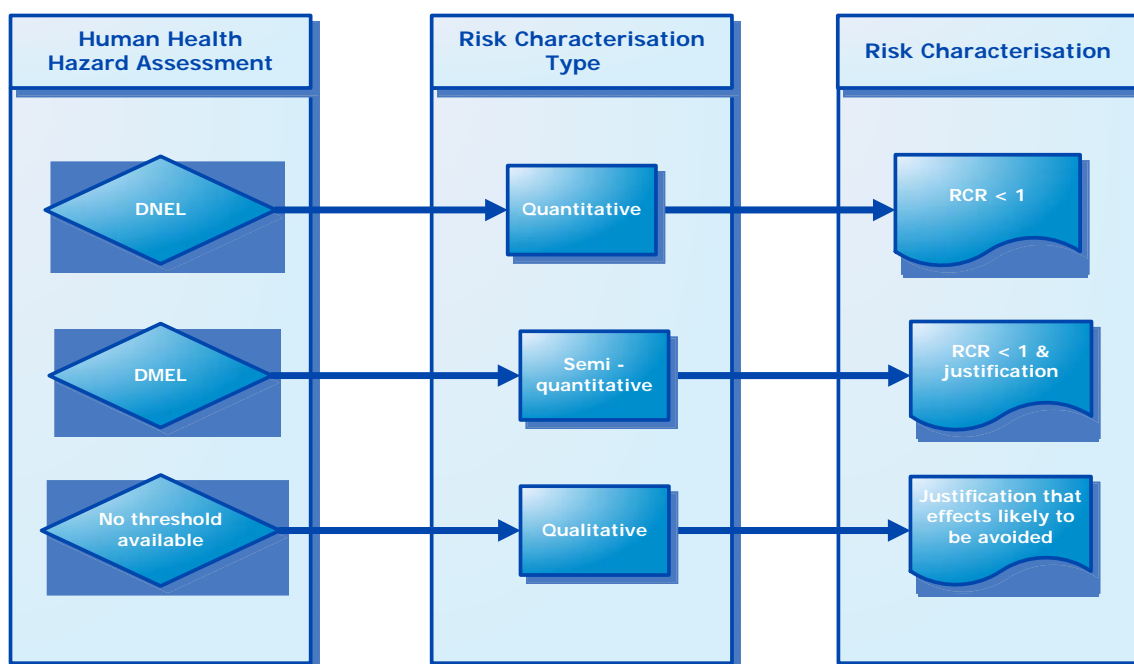 Human Health
Hazard Assessment
Risk Characterisation
Type
Risk Characterisation
DNEL
Quantitative
RCR < 1
DMEL
Semi -
quantitative
RCR < 1 &
justification
No threshold
available
Qualitative
Justification that
effects likely to
be avoided